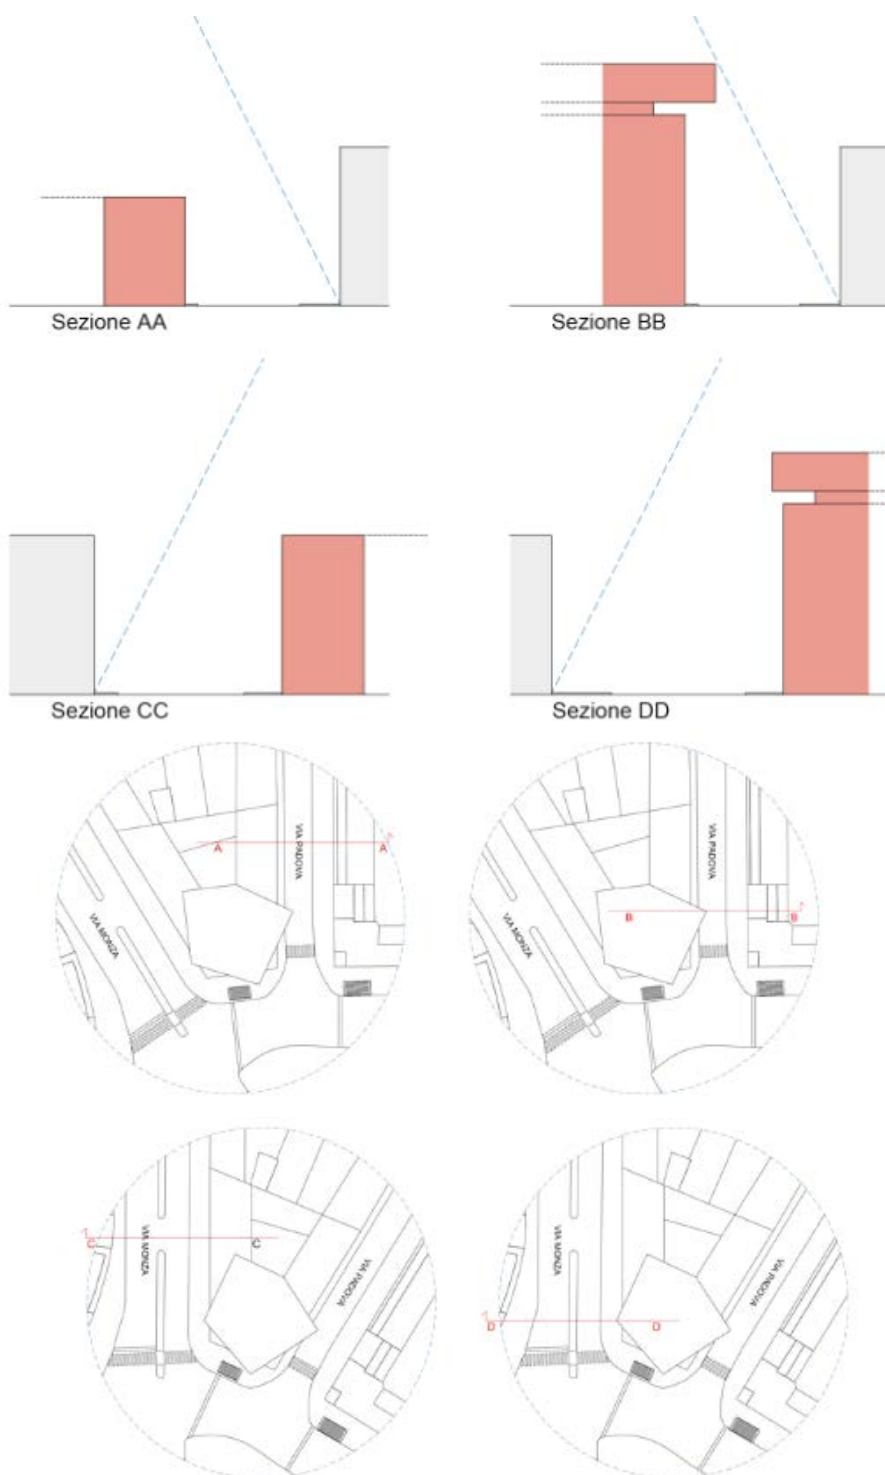 Sezione AA
Sezione BB
Sezione CC
Sezione DD
VIA PADOVA
A
A
VIA MONZA
VIA PADOVA
B
B
VIA MONZA
C
C
VIA MONZA
VIA PADOVA
D
D
VIA MONZA
VIA PADOVA